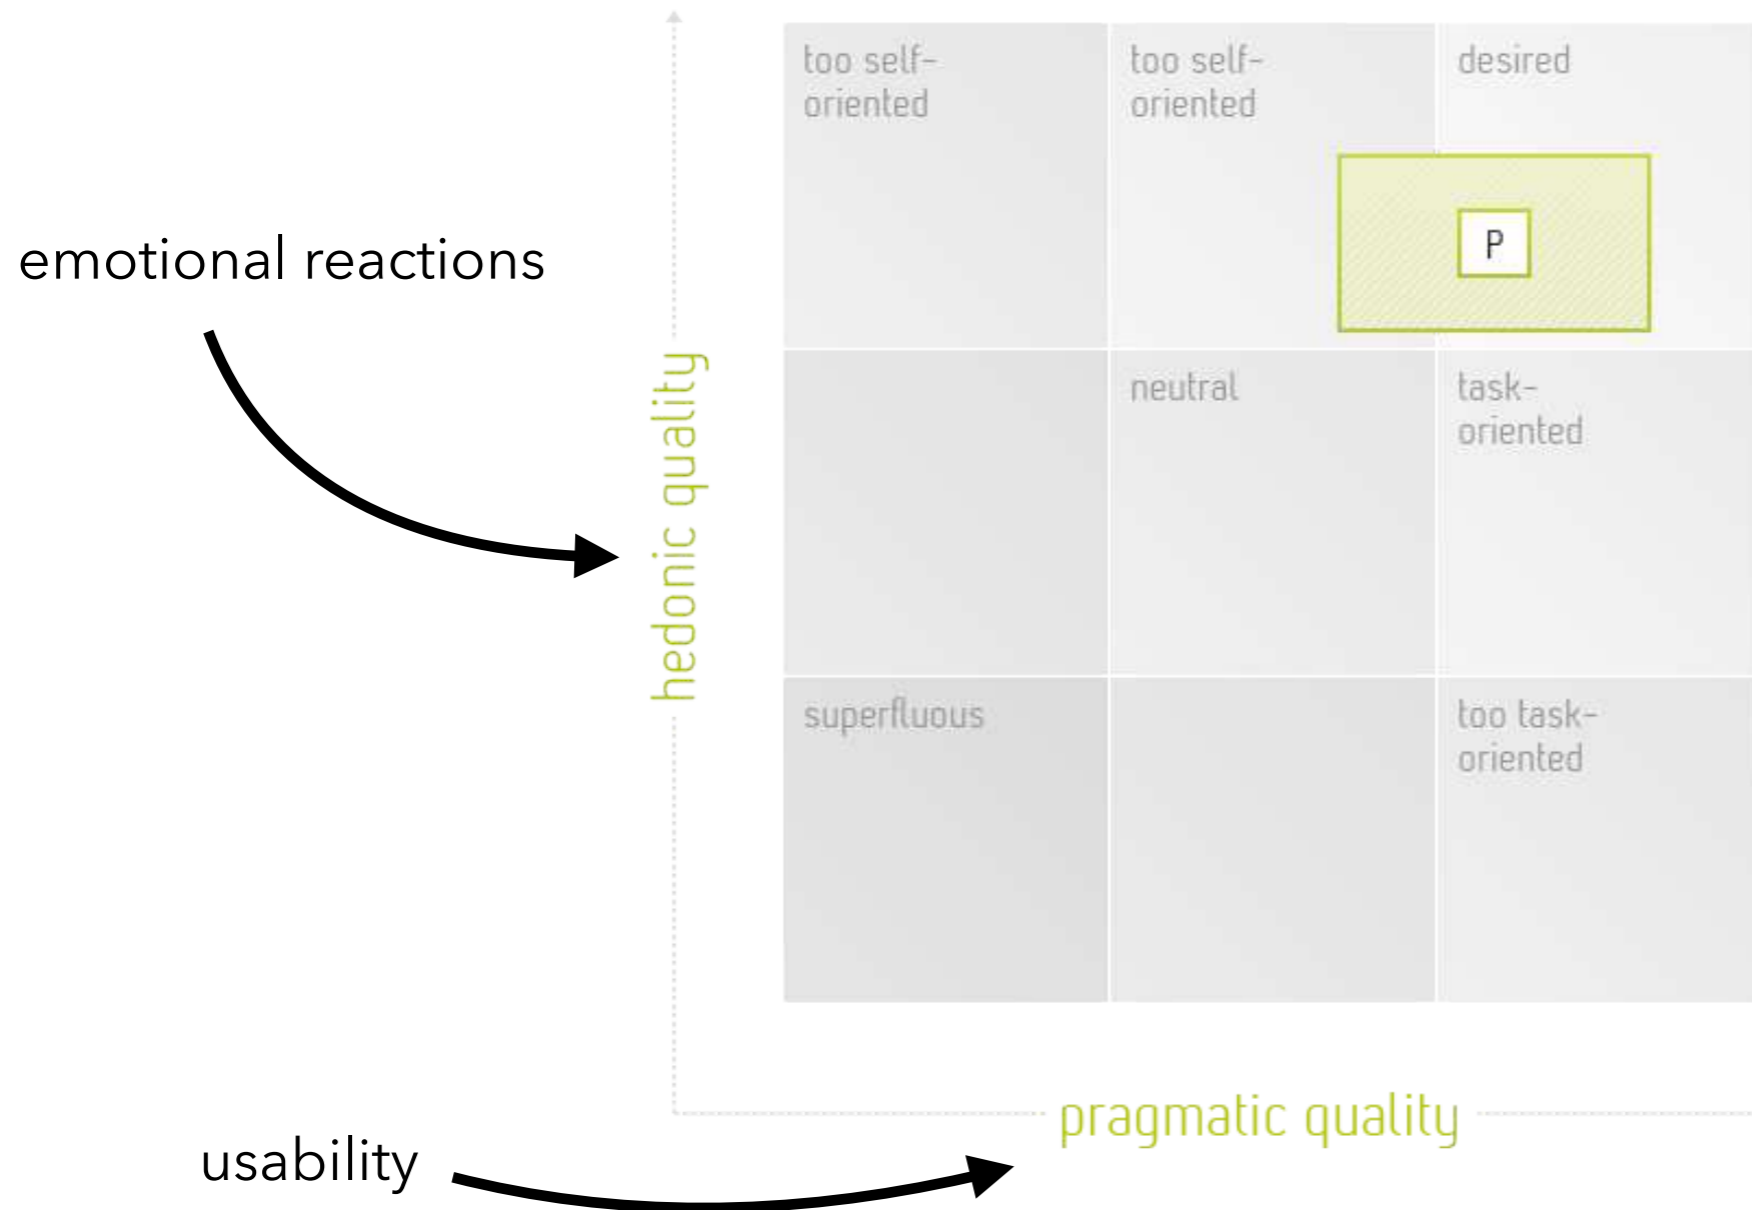 too self-
oriented
too self-
oriented
desired
P
emotional reactions
hedonic quality
neutral
task-
oriented
superfluous
too task-
oriented
pragmatic quality
usability